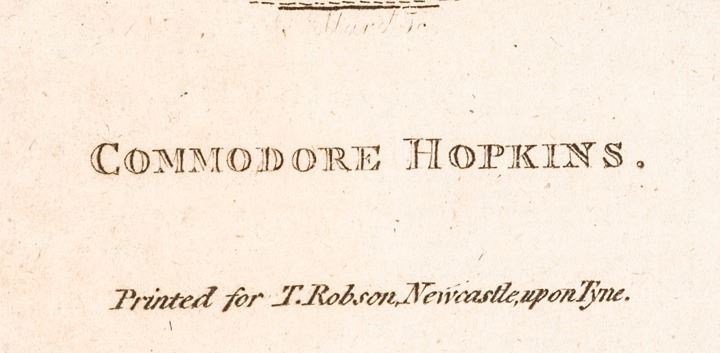 COMMODORE HOPKINS.
Printed for T. Robson, Newcastle, upon Tyne.